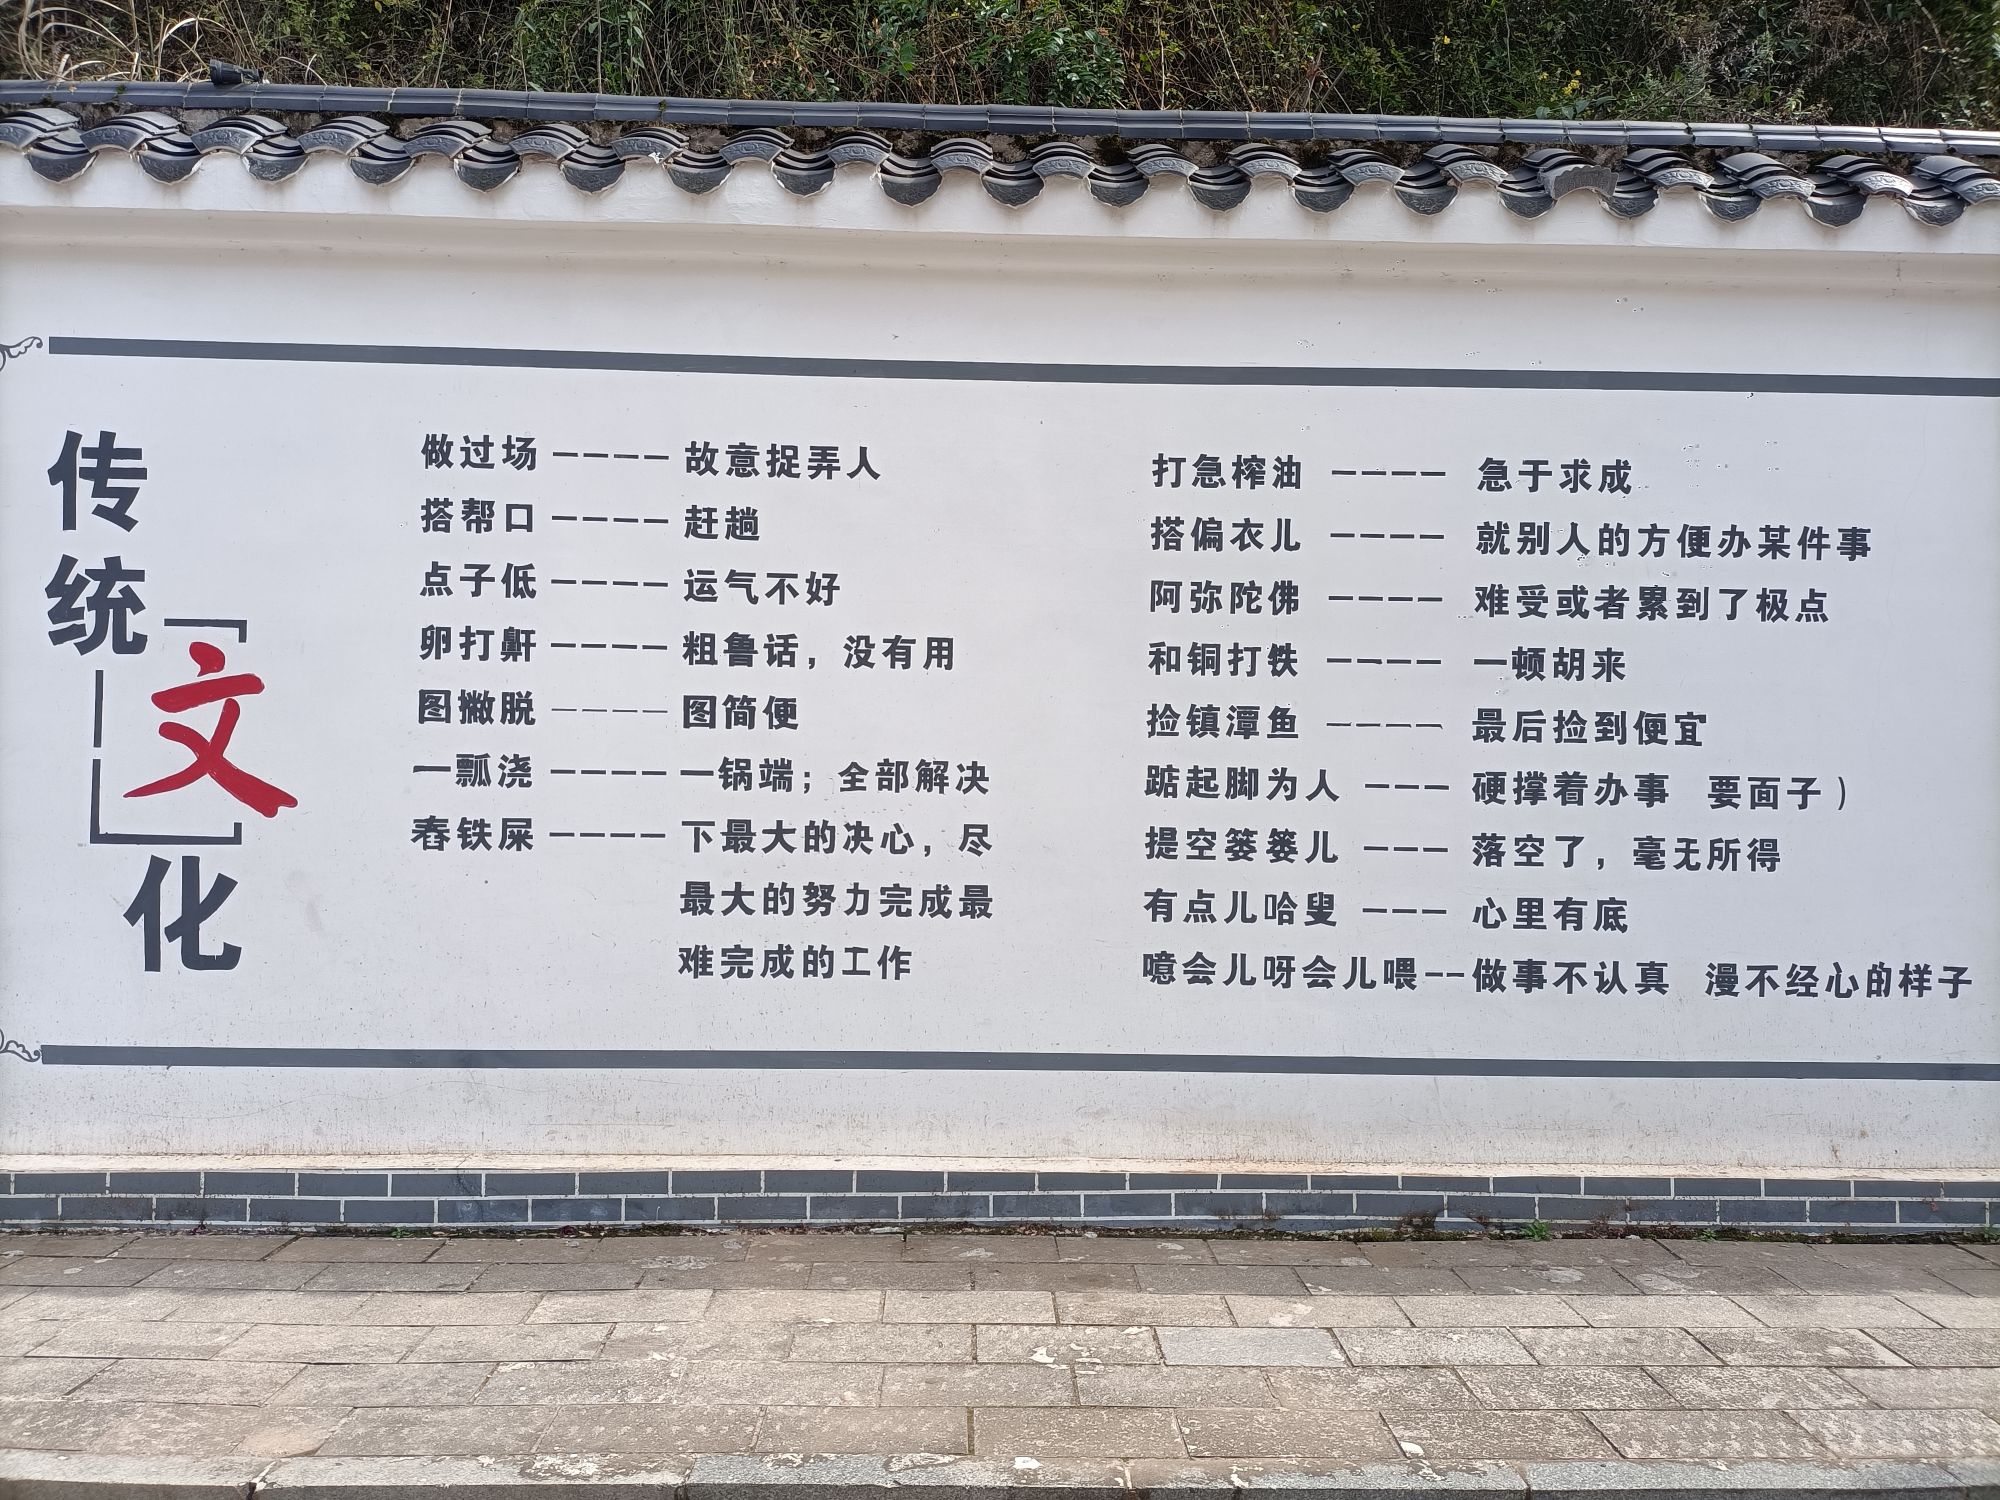 传统文化
做过场----故意捉弄人
搭帮口----赶趟
点子低----运气不好
卵打鼾----粗鲁话，没有用
图撇脱----图简便
一瓢浇----一锅端；全部解决
舂铁屎----下最大的决心，尽
最大的努力完成最
难完成的工作
打急榨油----急于求成
搭偏衣儿----就别人的方便办某件事
阿弥陀佛----难受或者累到了极点
和铜打铁----一顿胡来
捡镇潭鱼----最后捡到便宜
踮起脚为人---硬撑着办事 要面子）
提空篓篓儿---落空了，毫无所得
有点儿哈叟---心里有底
噫会儿呀会儿喂--做事不认真 漫不经心的样子